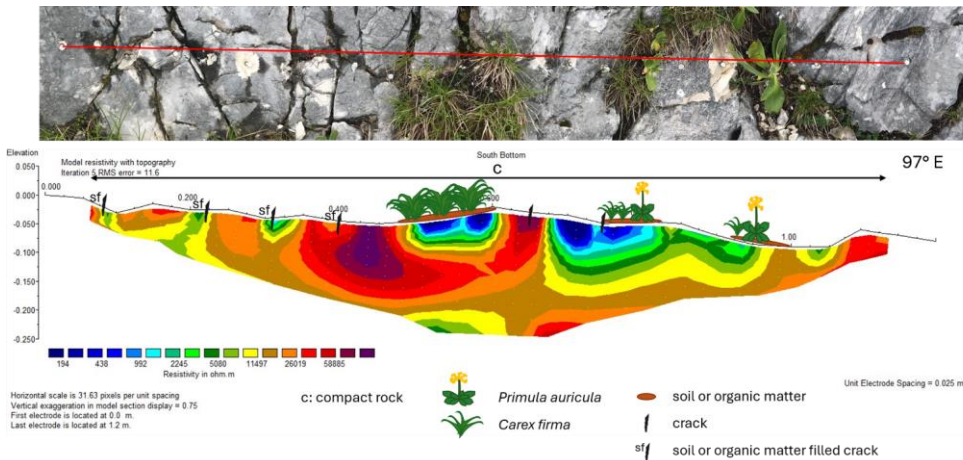 South Bottom
97° E
Elevation
Model resistivity with topography
Iteration 5 RMS error = 11.6
c
0.050
0.000
0.000
sf
0.200
sf
sf
0.400
sf
-0.050
1.00
-0.100
-0.150
-0.200
-0.250
194 438 992 2245 5080 11497 26019 58885
Resistivity in ohm.m
Unit Electrode Spacing = 0.025 m
Horizontal scale is 31.63 pixels per unit spacing
Vertical exaggeration in model section display = 0.75
First electrode is located at 0.0 m.
Last electrode is located at 1.2 m.
c: compact rock
Primula auricula
soil or organic matter
Carex firma
crack
sf soil or organic matter filled crack